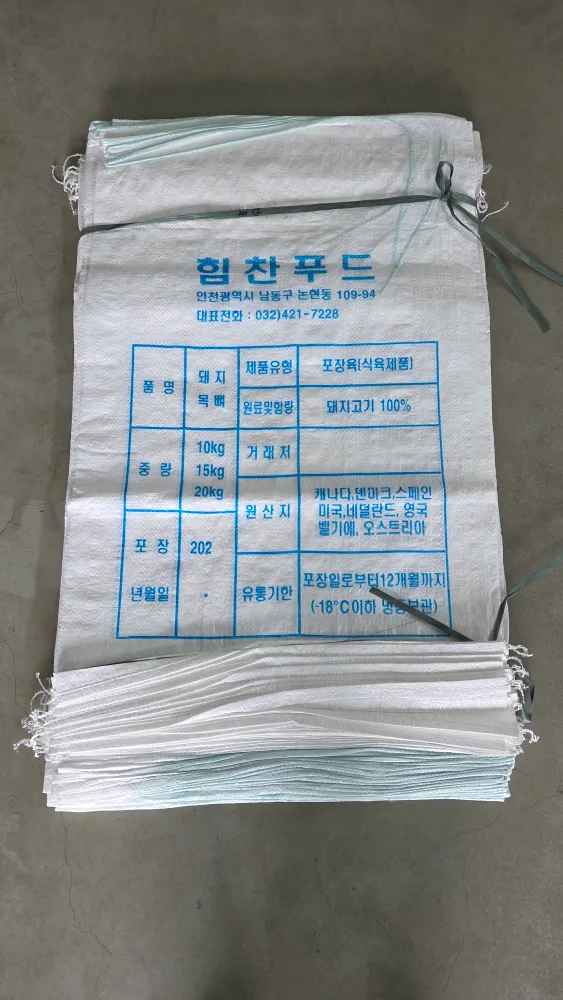 힘찬푸드
인천광역시 남동구 논현동 109-94
대표전화 : 032)421-7228
품 명
돼 지
목 뼈
제품유형
포장육(식육제품)
원료및함량
돼지고기 100%
중 량
10kg
15kg
20kg
거 래 처
원 산 지
캐나다,덴마크,스페인
미국,네덜란드, 영국
벨기에, 오스트리아
포 장
년월일
202
.
유통기한
포장일로부터12개월까지
(-18°C이하 냉동보관)